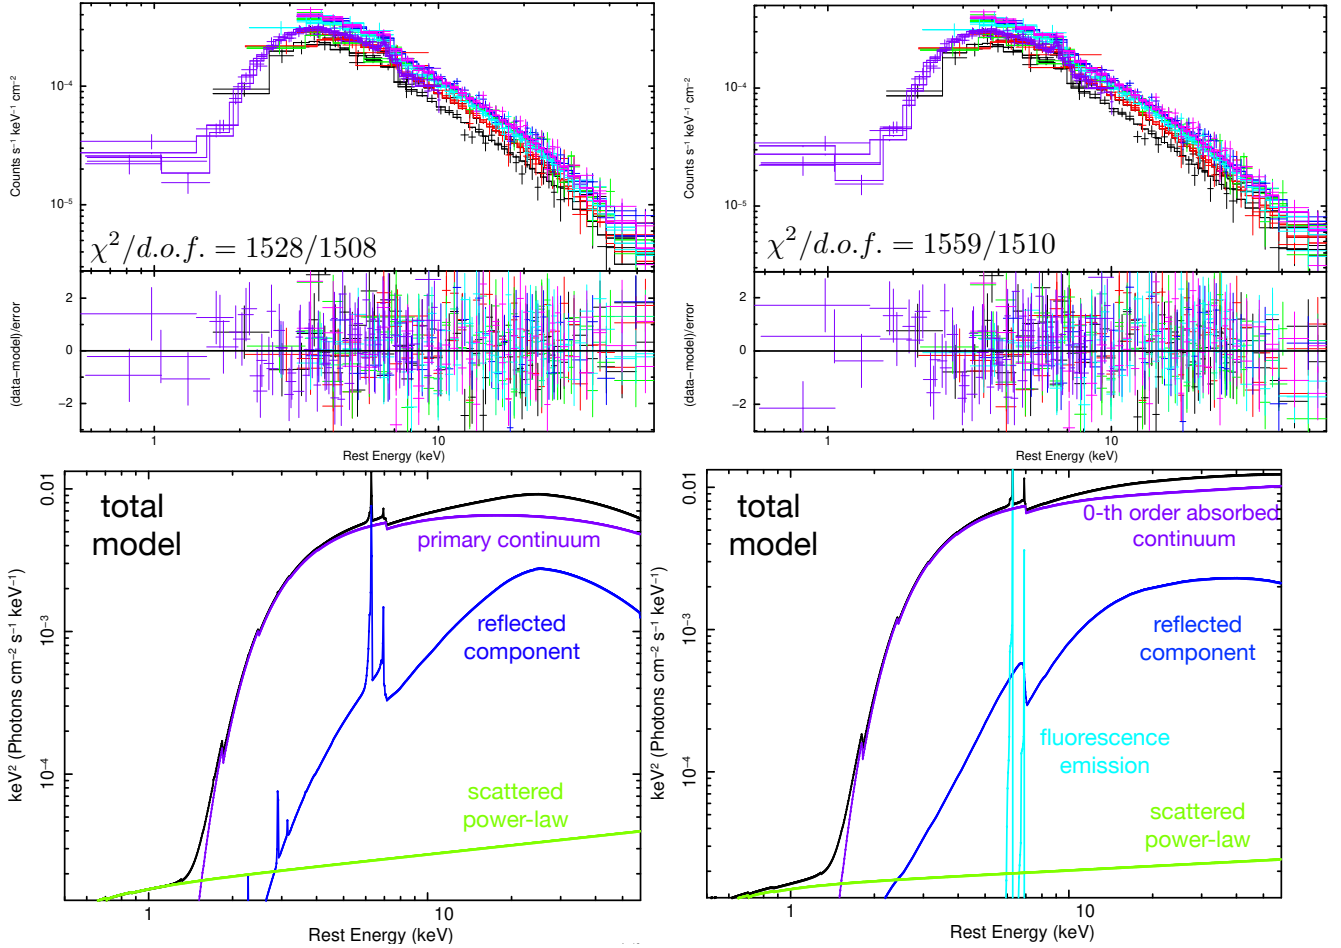 10⁻⁴
10⁻⁵
Counts s⁻¹ keV⁻¹ cm⁻²
χ²/d.o.f. = 1528/1508
2
0
−2
(data−model)/error
1
10
Rest Energy (keV)
10⁻⁴
10⁻⁵
Counts s⁻¹ keV⁻¹ cm⁻²
χ²/d.o.f. = 1559/1510
2
0
−2
(data−model)/error
1
10
Rest Energy (keV)
0.01
10⁻³
10⁻⁴
keV² (Photons cm⁻² s⁻¹ keV⁻¹)
total
model
primary continuum
reflected
component
scattered
power-law
1
10
Rest Energy (keV)
0.01
10⁻³
10⁻⁴
keV² (Photons cm⁻² s⁻¹ keV⁻¹)
total
model
0-th order absorbed
continuum
reflected
component
fluorescence
emission
scattered
power-law
1
10
Rest Energy (keV)